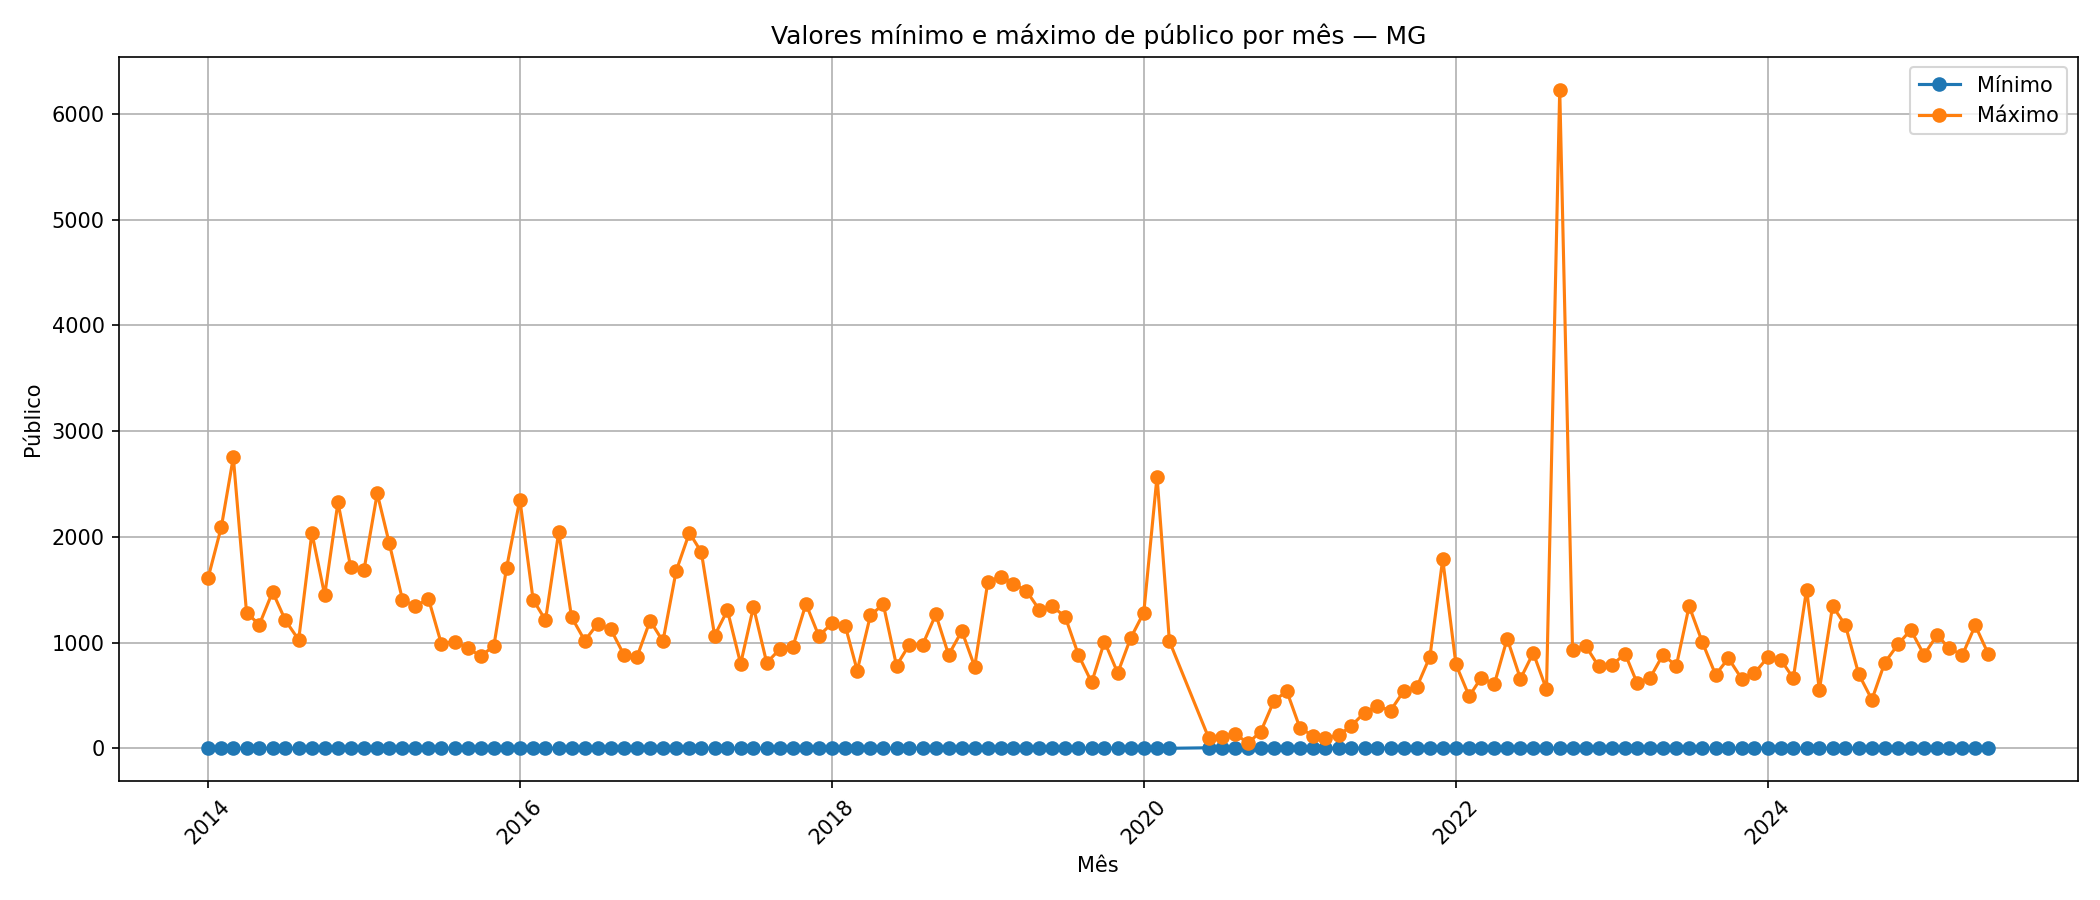 Valores mínimo e máximo de público por mês — MG
Mínimo
Máximo
Público
6000
5000
4000
3000
2000
1000
0
2014
2016
2018
2020
2022
2024
Mês